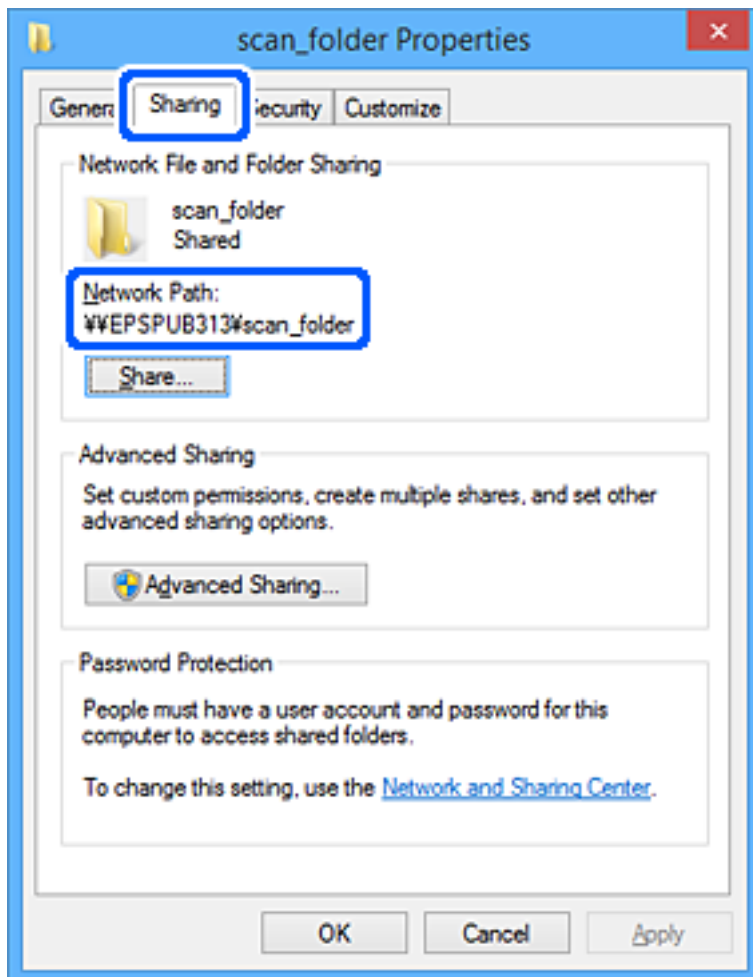 scan_folder Properties
General Sharing Security Customize
Network File and Folder Sharing
scan_folder
Shared
Network Path:
¥¥EPSPUB313¥scan_folder
Share...
Advanced Sharing
Set custom permissions, create multiple shares, and set other
advanced sharing options.
Advanced Sharing...
Password Protection
People must have a user account and password for this
computer to access shared folders.
To change this setting, use the Network and Sharing Center.
OK Cancel Apply